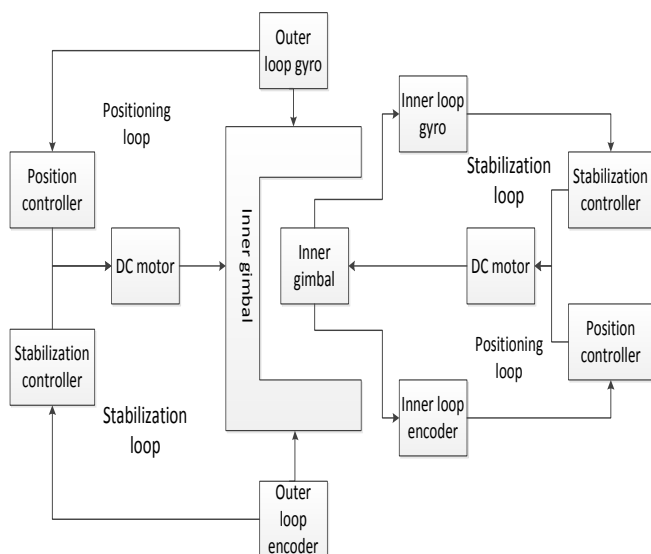 Outer
loop gyro
Positioning
loop
Position
controller
DC motor
Stabilization
controller
Stabilization
loop
Outer
loop
encoder
Inner gimbal
Inner
gimbal
Inner loop
gyro
Stabilization
loop
Stabilization
controller
DC motor
Positioning
loop
Position
controller
Inner loop
encoder